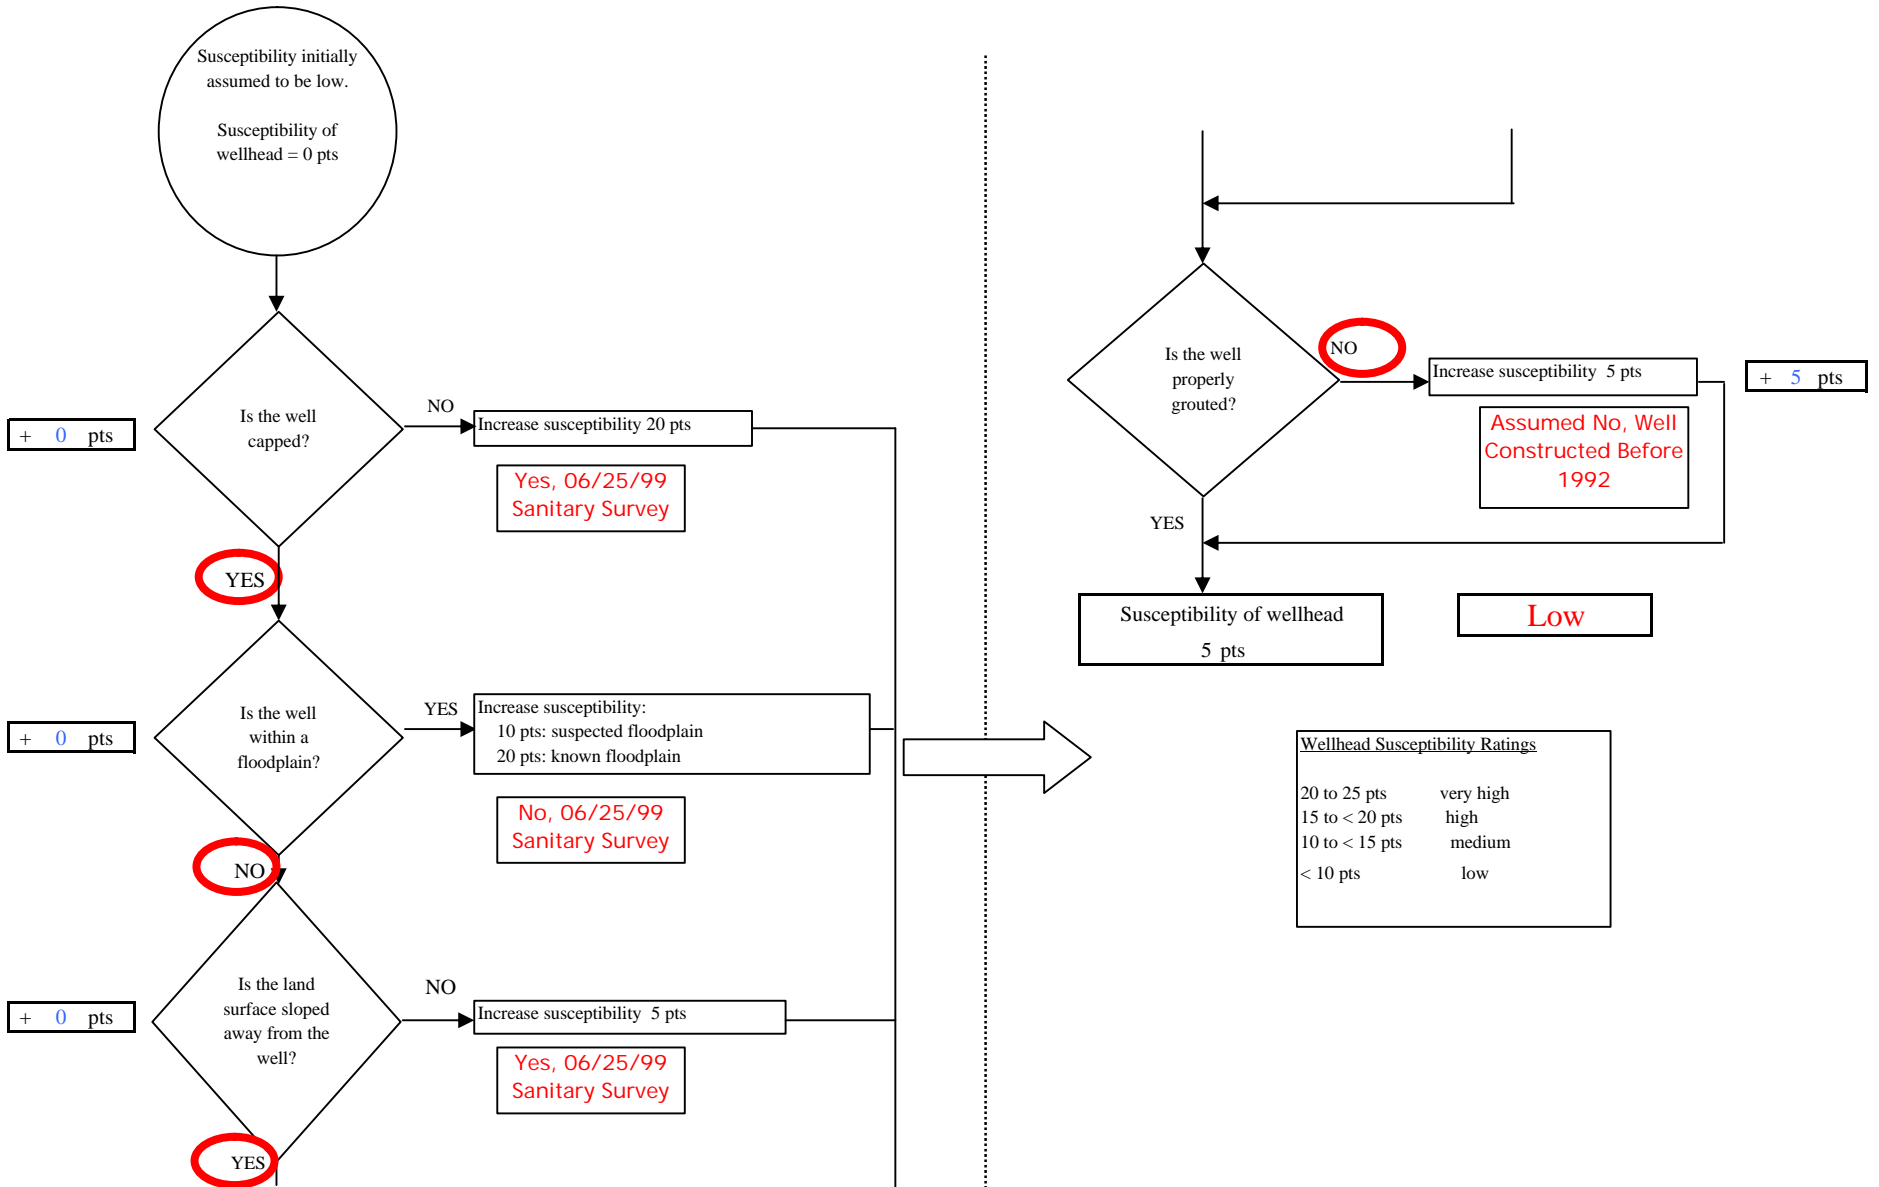 Susceptibility initially
assumed to be low.
Susceptibility of
wellhead = 0 pts
Is the well
capped?
NO
Increase susceptibility 20 pts
+ 0 pts
Yes, 06/25/99
Sanitary Survey
YES
Is the well
within a
floodplain?
YES
Increase susceptibility:
10 pts: suspected floodplain
20 pts: known floodplain
+ 0 pts
No, 06/25/99
Sanitary Survey
NO
Is the land
surface sloped
away from the
well?
NO
Increase susceptibility 5 pts
+ 0 pts
Yes, 06/25/99
Sanitary Survey
YES
Is the well
properly
grouted?
NO
Increase susceptibility 5 pts
+ 5 pts
Assumed No, Well
Constructed Before
1992
YES
Susceptibility of wellhead
5 pts
Low
Wellhead Susceptibility Ratings
20 to 25 pts very high
15 to < 20 pts high
10 to < 15 pts medium
< 10 pts low